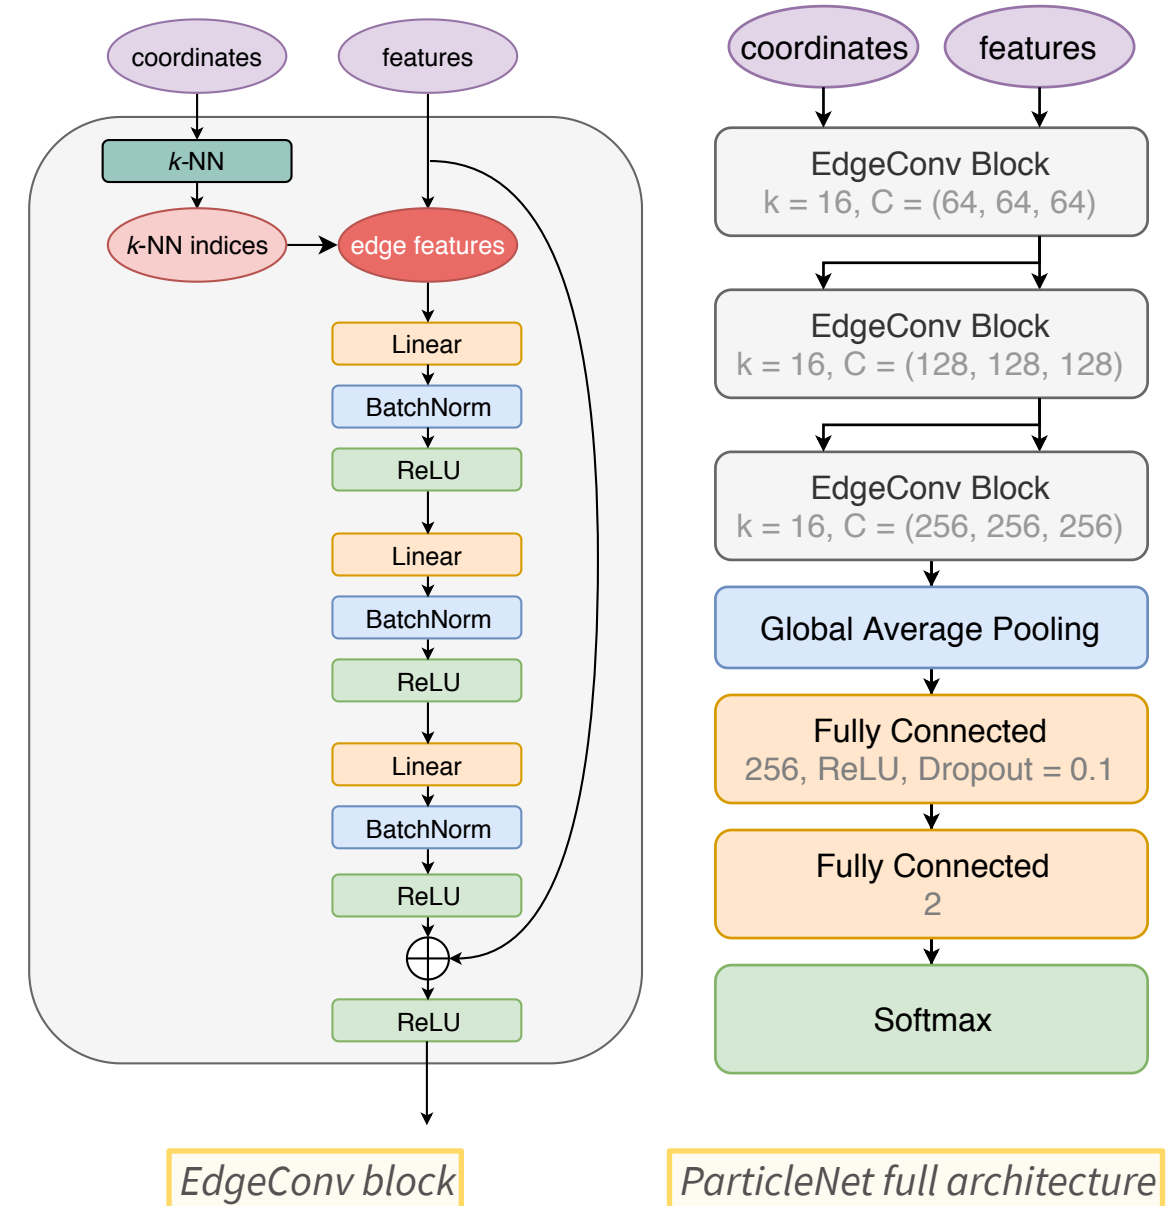 coordinates
features
k-NN
k-NN indices
edge features
Linear
BatchNorm
ReLU
Linear
BatchNorm
ReLU
Linear
BatchNorm
ReLU
ReLU
EdgeConv block
coordinates
features
EdgeConv Block
k = 16, C = (64, 64, 64)
EdgeConv Block
k = 16, C = (128, 128, 128)
EdgeConv Block
k = 16, C = (256, 256, 256)
Global Average Pooling
Fully Connected
256, ReLU, Dropout = 0.1
Fully Connected
2
Softmax
ParticleNet full architecture